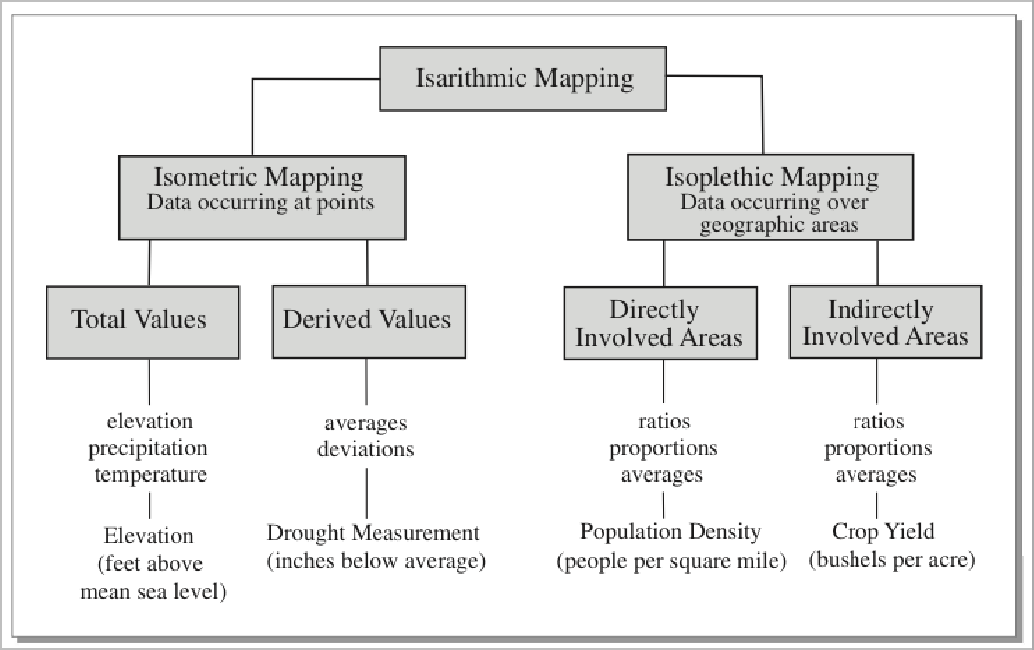 Isarithmic Mapping
Isometric Mapping
Data occurring at points
Isoplethic Mapping
Data occurring over
geographic areas
Total Values
Derived Values
Directly
Involved Areas
Indirectly
Involved Areas
elevation
precipitation
temperature
averages
deviations
ratios
proportions
averages
ratios
proportions
averages
Elevation
(feet above
mean sea level)
Drought Measurement
(inches below average)
Population Density
(people per square mile)
Crop Yield
(bushels per acre)